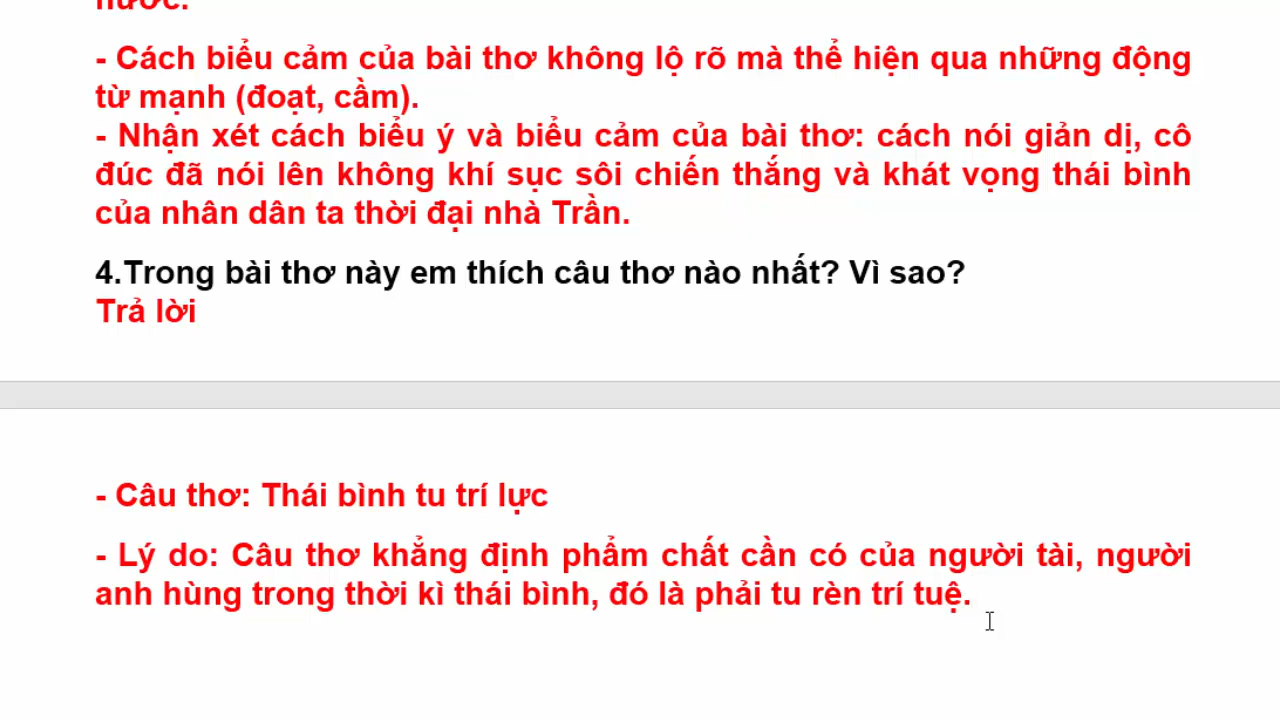 nước.
- Cách biểu cảm của bài thơ không lộ rõ mà thể hiện qua những động
từ mạnh (đoạt, cầm).
- Nhận xét cách biểu ý và biểu cảm của bài thơ: cách nói giản dị, cô
đúc đã nói lên không khí sục sôi chiến thắng và khát vọng thái bình
của nhân dân ta thời đại nhà Trần.
4.Trong bài thơ này em thích câu thơ nào nhất? Vì sao?
Trả lời
- Câu thơ: Thái bình tu trí lực
- Lý do: Câu thơ khẳng định phẩm chất cần có của người tài, người
anh hùng trong thời kì thái bình, đó là phải tu rèn trí tuệ.